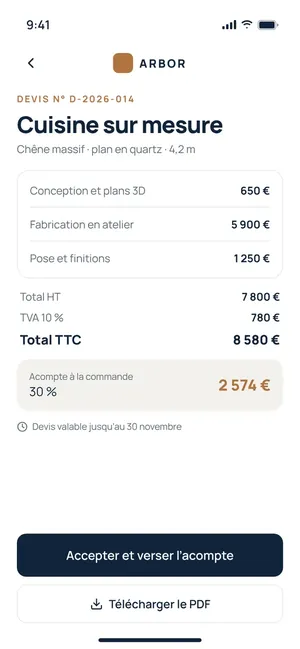 9:41
ARBOR
DEVIS N° D-2026-014
Cuisine sur mesure
Chêne massif · plan en quartz · 4,2 m
Conception et plans 3D 650 €
Fabrication en atelier 5 900 €
Pose et finitions 1 250 €
Total HT 7 800 €
TVA 10 % 780 €
Total TTC 8 580 €
Acompte à la commande
30 % 2 574 €
Devis valable jusqu'au 30 novembre
Accepter et verser l'acompte
Télécharger le PDF